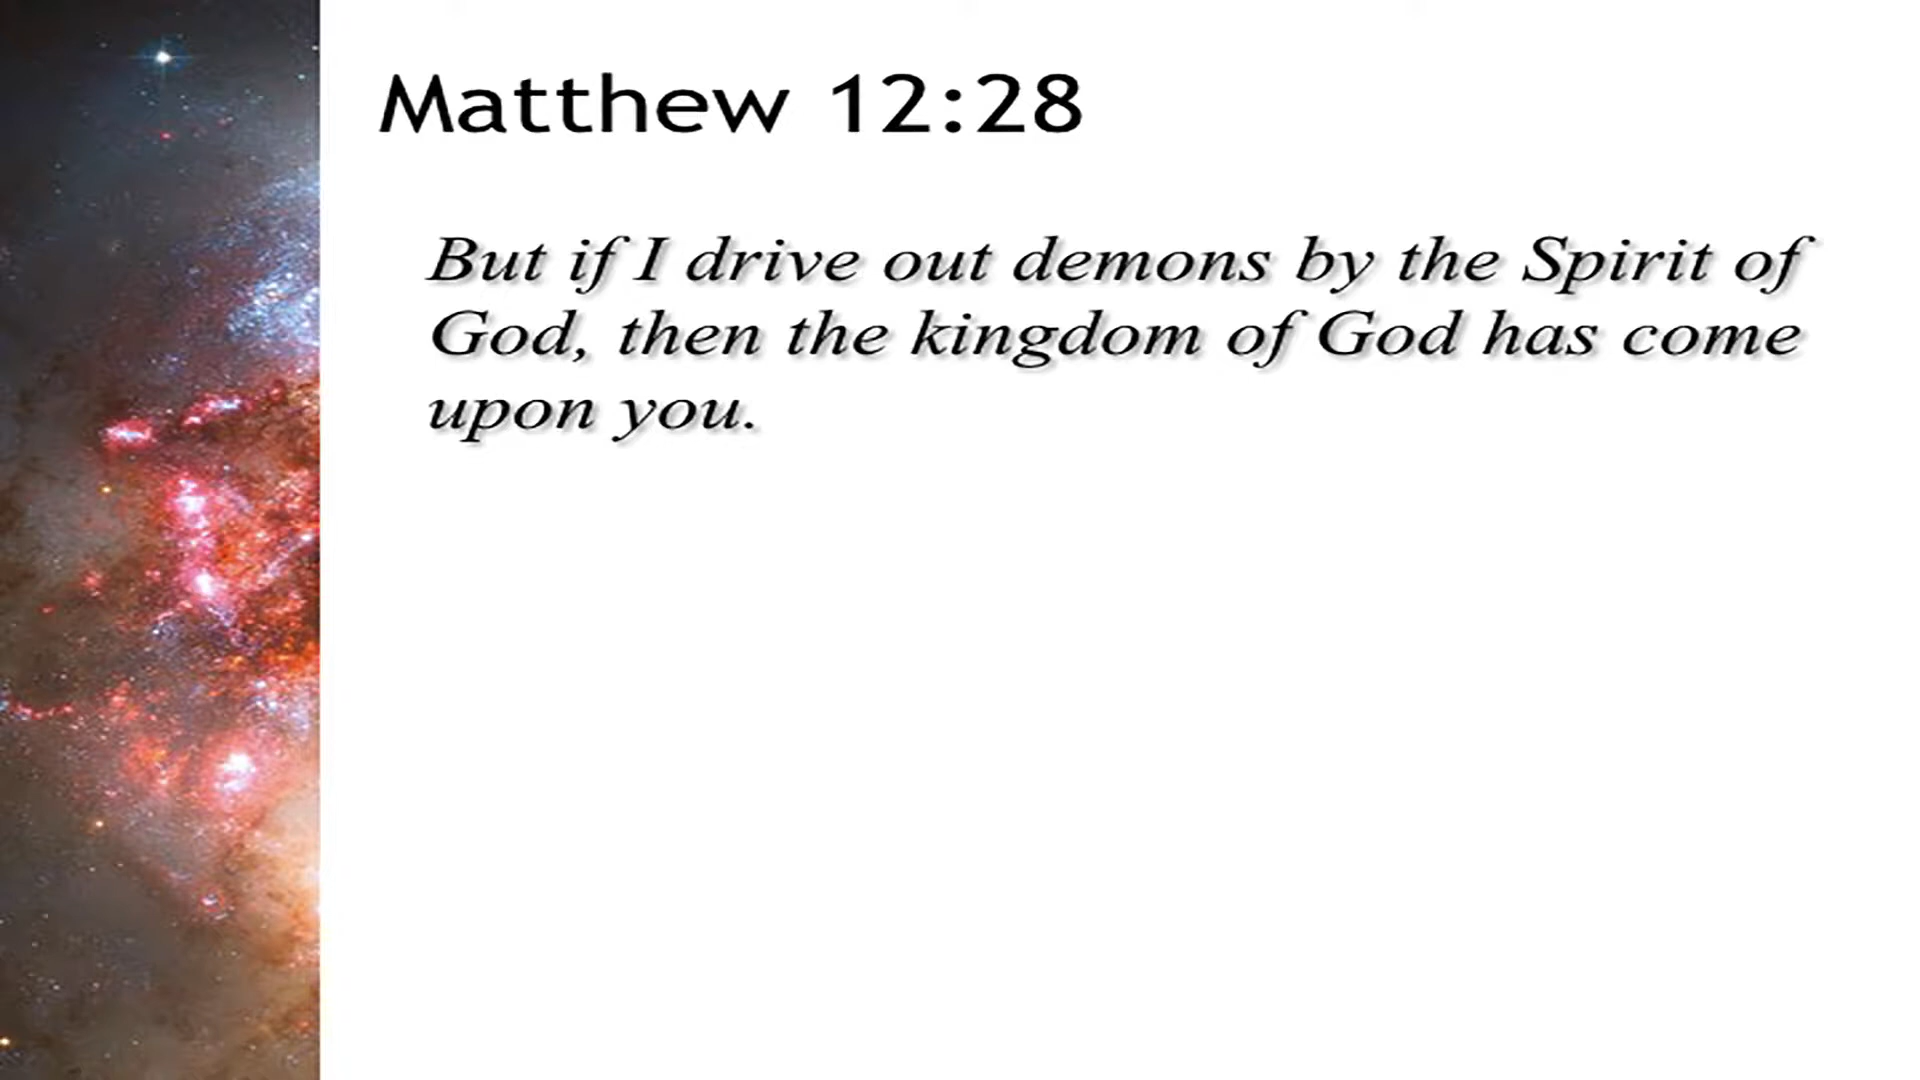 Matthew 12:28
But if I drive out demons by the Spirit of
God, then the kingdom of God has come
upon you.